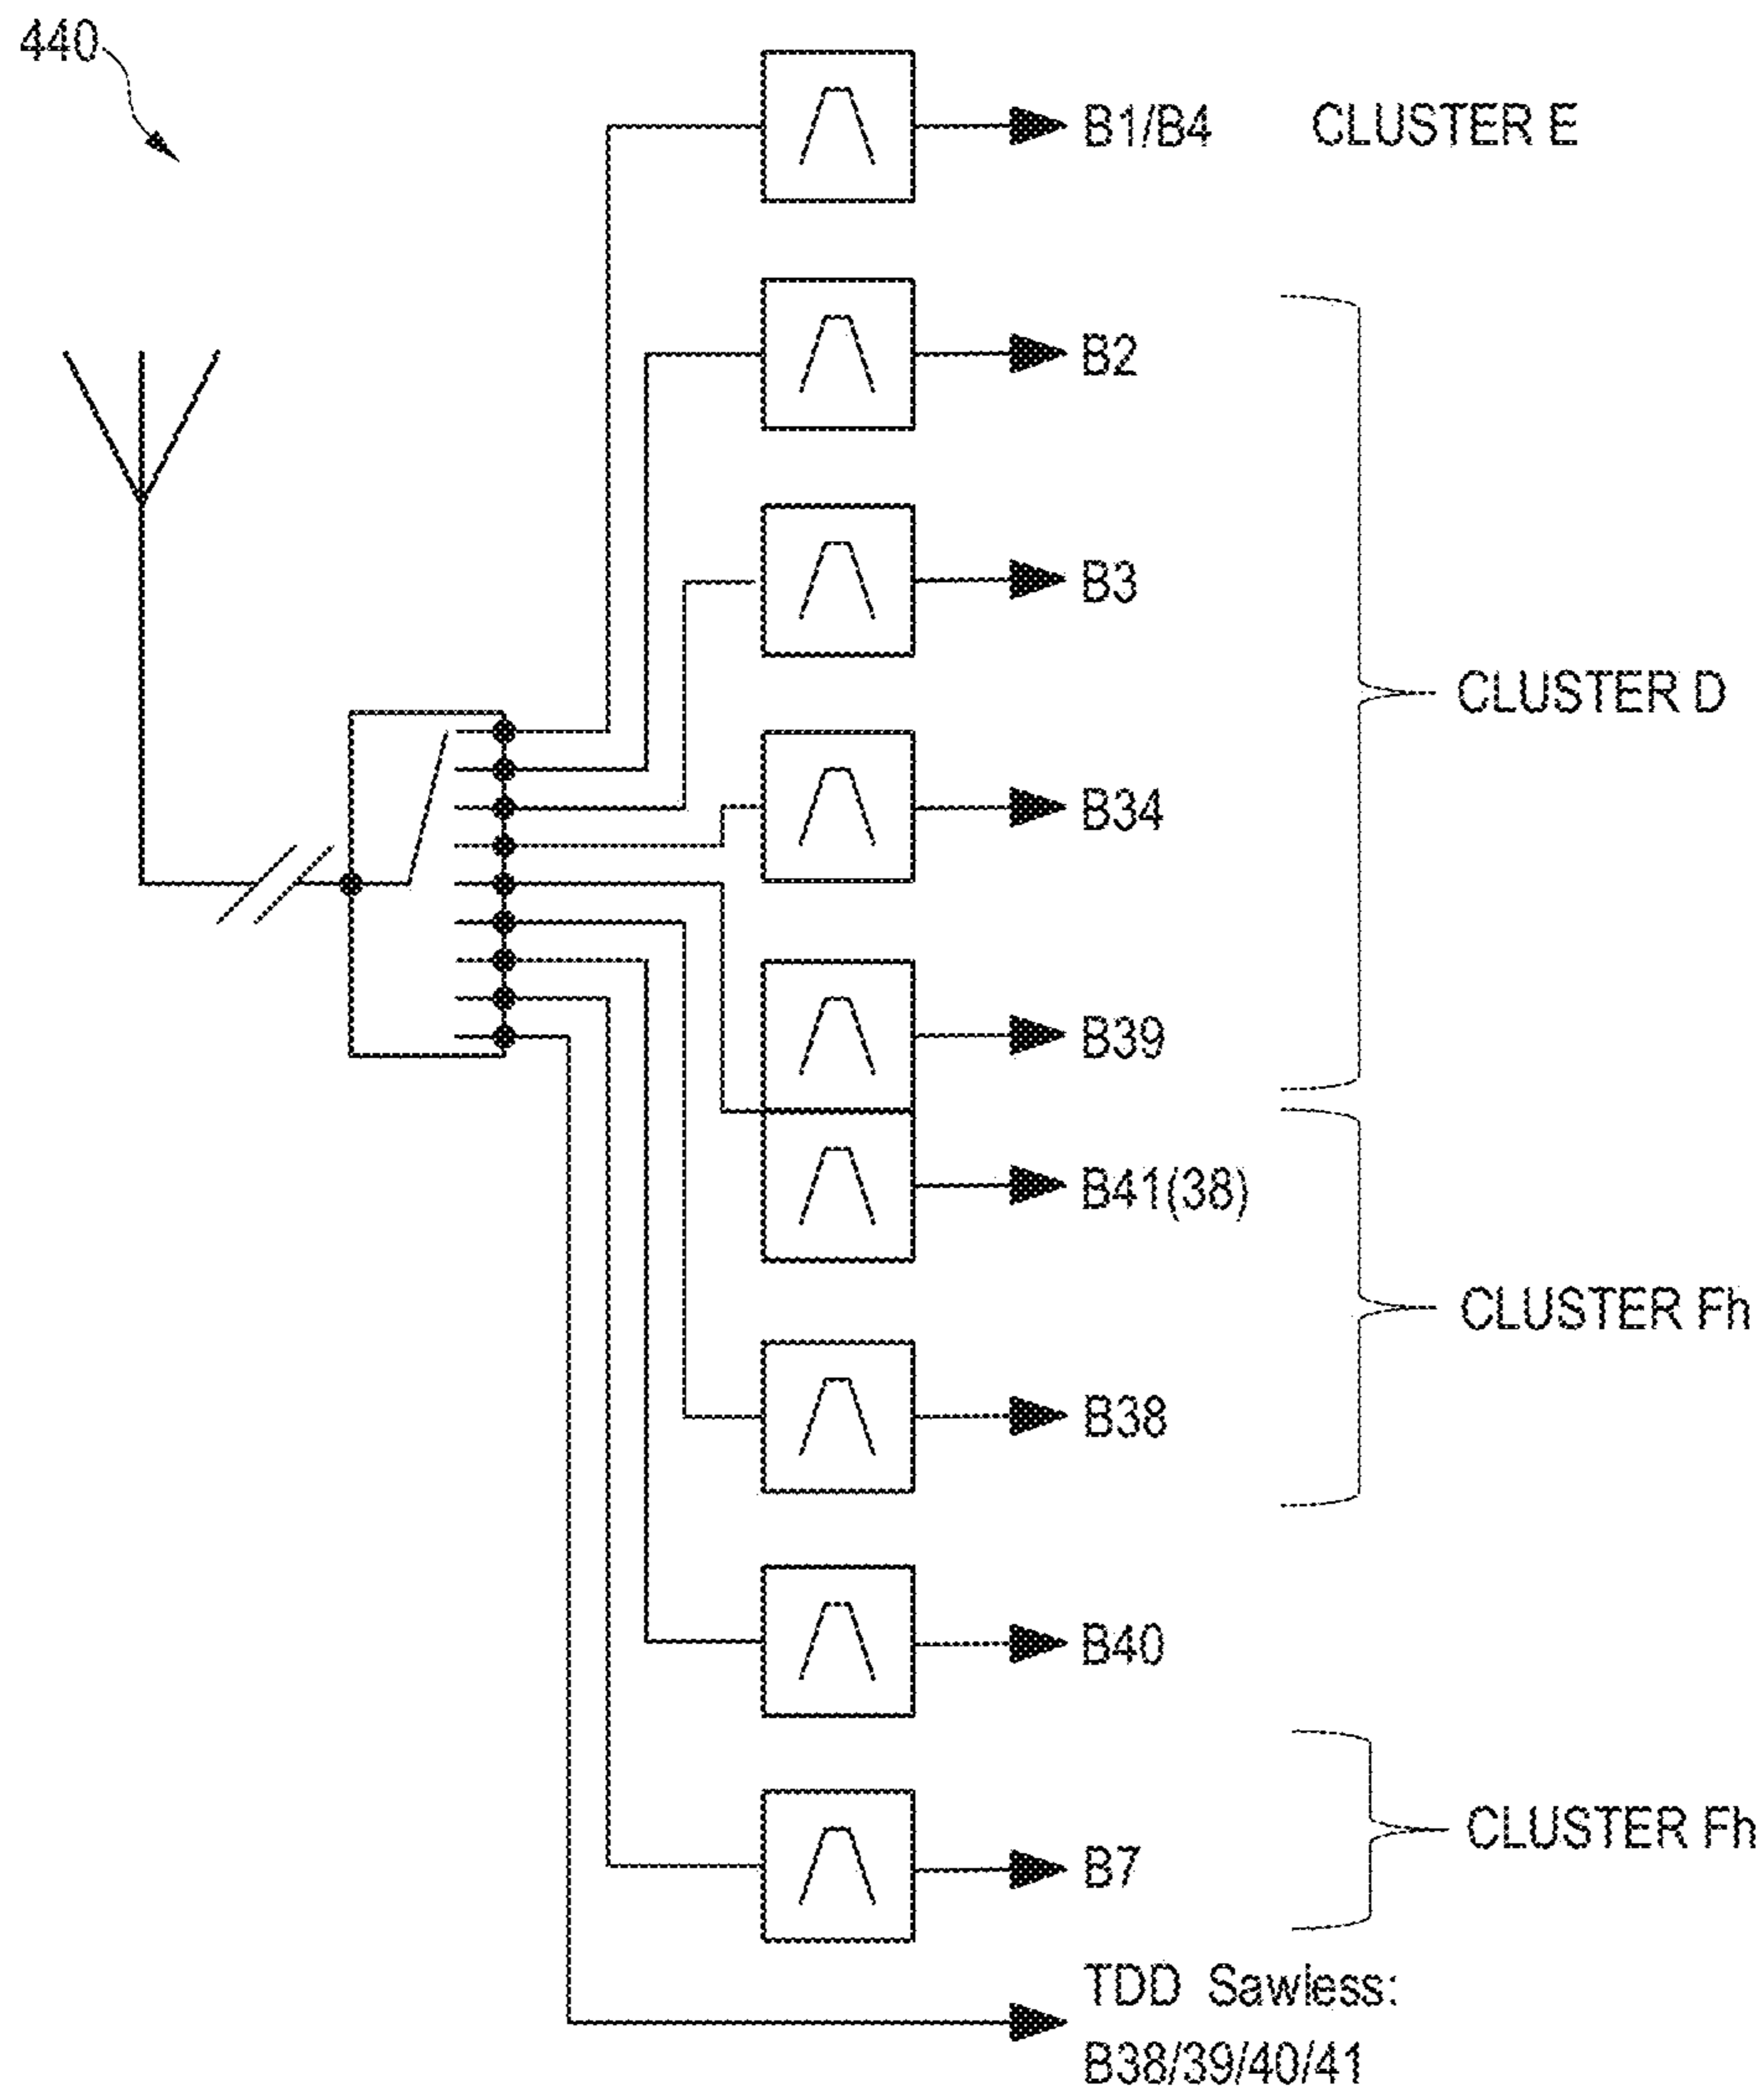 440
B1/B4 CLUSTER E
B2
B3
CLUSTER D
B34
B39
B41(38)
CLUSTER Fh
B38
B40
CLUSTER Fh
B7
TDD Sawless:
B38/39/40/41